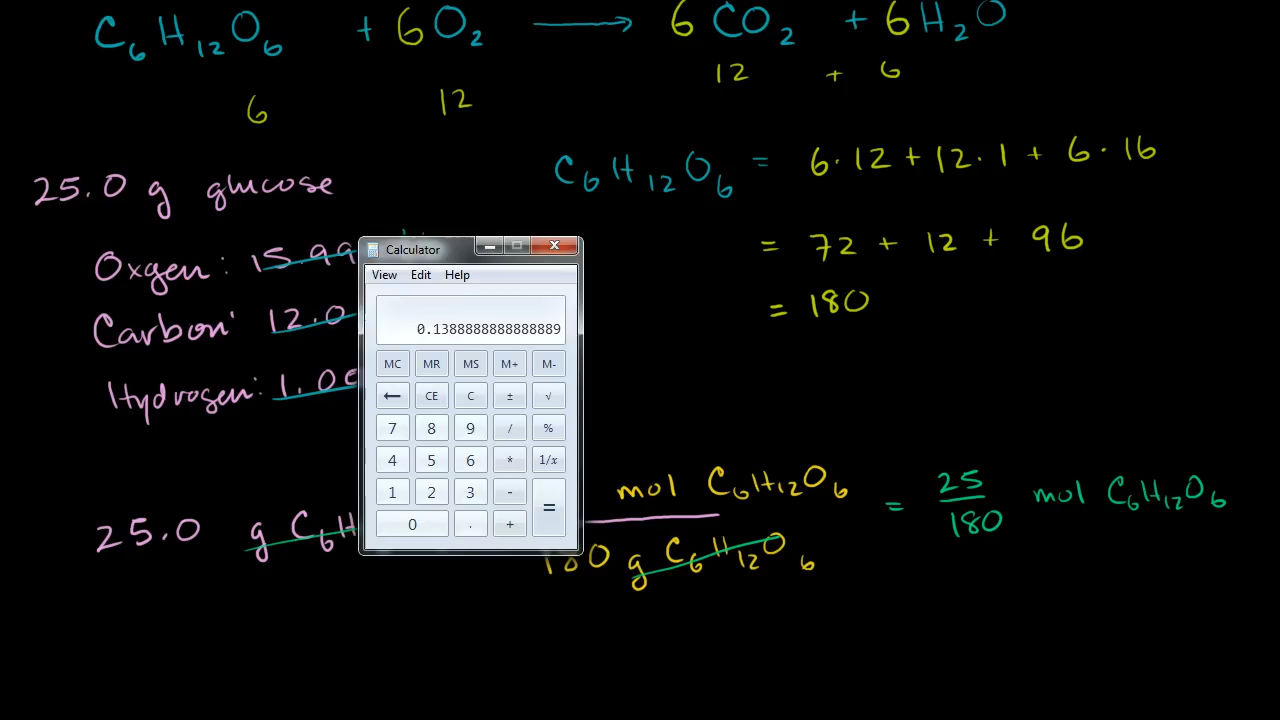 C₆H₁₂O₆ + 6O₂ → 6CO₂ + 6H₂O
6 12 12 + 6
25.0 g glucose
Oxgen: 15.99
Carbon: 12.0
Hydrogen: 1.00
C₆H₁₂O₆ = 6·12 + 12·1 + 6·16
= 72 + 12 + 96
= 180
Calculator
View Edit Help
0.1388888888888889
MC MR MS M+ M-
← CE C ± √
7 8 9 / %
4 5 6 * 1/x
1 2 3 - =
0 . +
25.0 g C₆H
mol C₆H₁₂O₆
180 g C₆H₁₂O₆
= 25/180 mol C₆H₁₂O₆